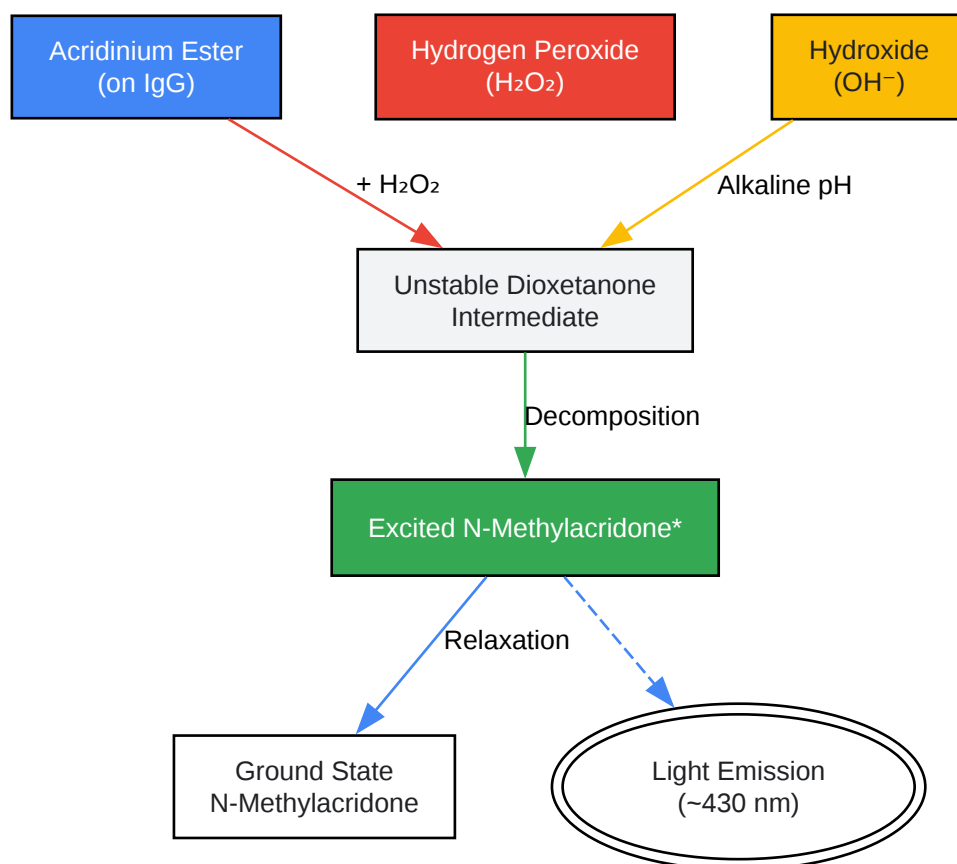 Acridinium Ester
(on IgG)
Hydrogen Peroxide
(H₂O₂)
Hydroxide
(OH⁻)
+ H₂O₂
Alkaline pH
Unstable Dioxetanone
Intermediate
Decomposition
Excited N-Methylacridone*
Relaxation
Ground State
N-Methylacridone
Light Emission
(~430 nm)